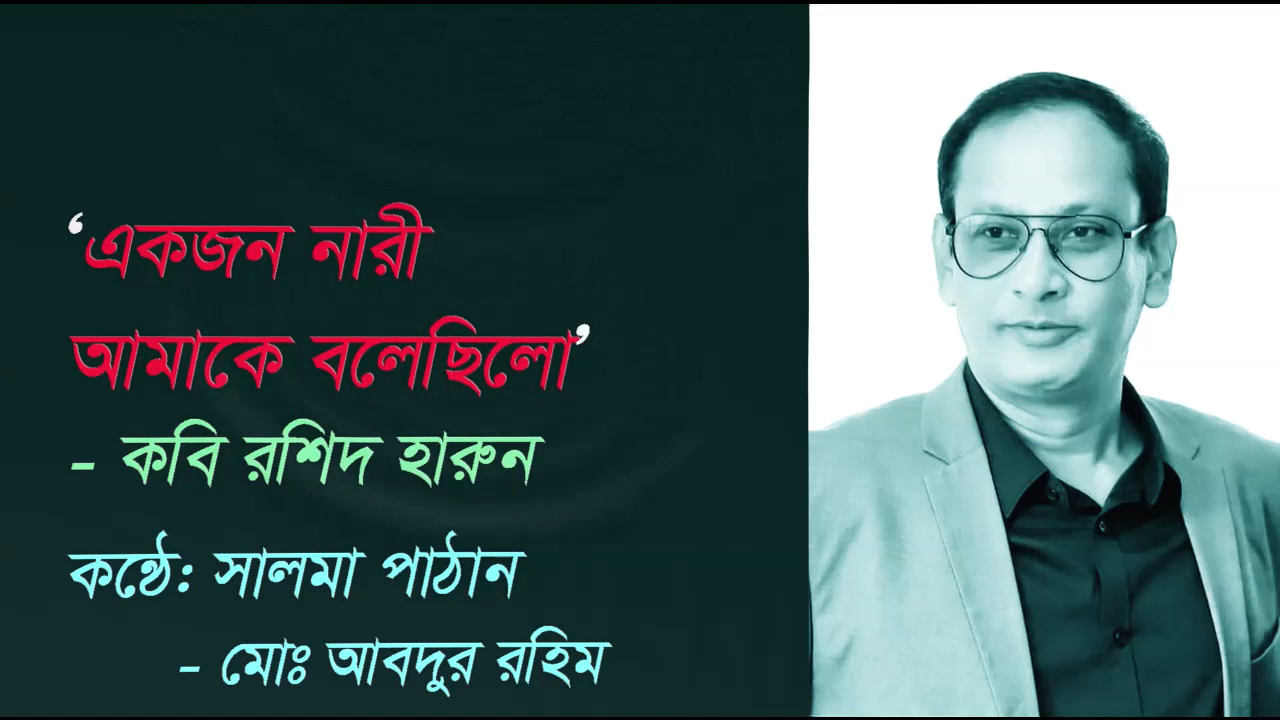 ‘একজন নারী
আমাকে বলেছিলো’
- কবি রশিদ হারুন
কন্ঠে: সালমা পাঠান
- মোঃ আবদুর রহিম